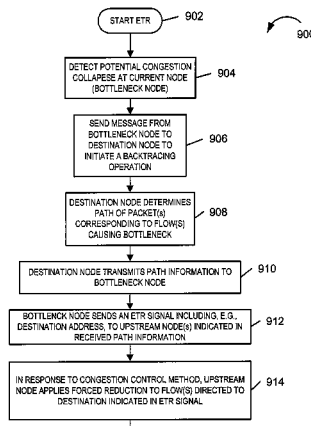 START ETR
902
900
DETECT POTENTIAL CONGESTION
COLLAPESE AT CURRENT NODE
(BOTTLENECK NODE)
904
SEND MESSAGE FROM
BOTTLENECK NODE TO
DESTINATION NODE TO
INITIATE A BACKTRACING
OPERATION
906
DESTINATION NODE DETERMINES
PATH OF PACKET(s)
CORRESPONDING TO FLOW(S)
CAUSING BOTTLENECK
908
DESTINATION NODE TRANSMITS PATH INFORMATION TO
BOTTLENECK NODE
910
BOTTLENCK NODE SENDS AN ETR SIGNAL INCLUDING, E.G.,
DESTINATION ADDRESS, TO UPSTREAM NODE(s) INDICATED IN
RECEIVED PATH INFORMATION
912
IN RESPONSE TO CONGESTION CONTROL METHOD, UPSTREAM
NODE APPLIES FORCED REDUCTION TO FLOW(S) DIRECTED TO
DESTINATION INDICATED IN ETR SIGNAL
914